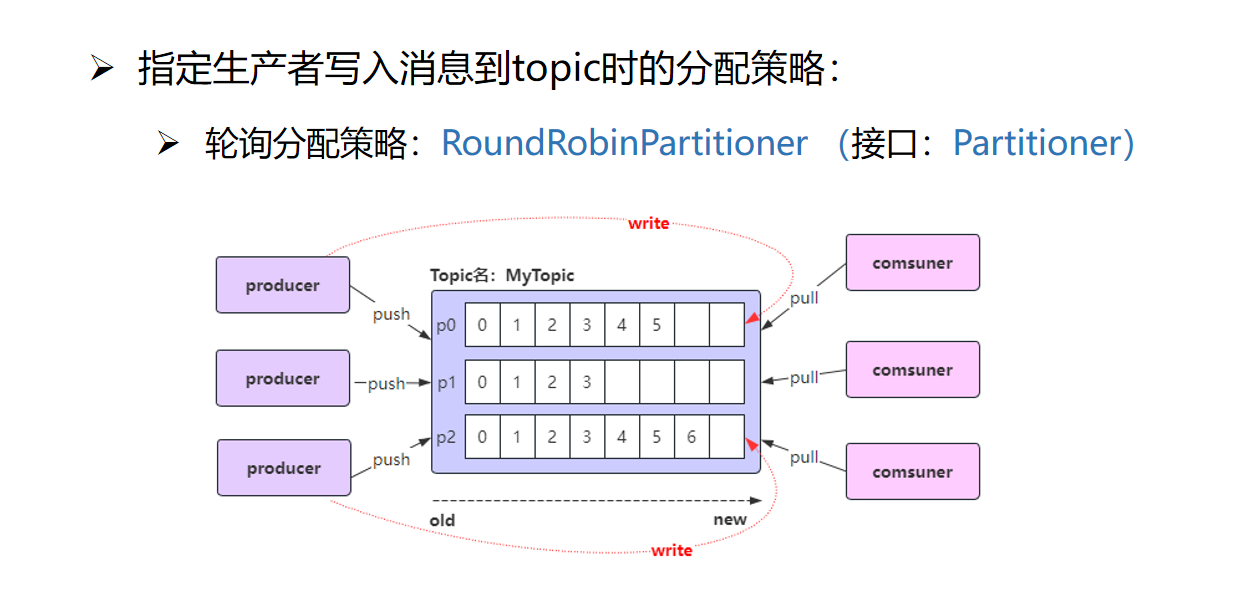 指定生产者写入消息到topic时的分配策略：
轮询分配策略：RoundRobinPartitioner （接口：Partitioner）
write
producer
push
producer
push
producer
push
Topic名：MyTopic
p0 0 1 2 3 4 5
p1 0 1 2 3
p2 0 1 2 3 4 5 6
old new
write
comsuner
pull
comsuner
pull
comsuner
pull